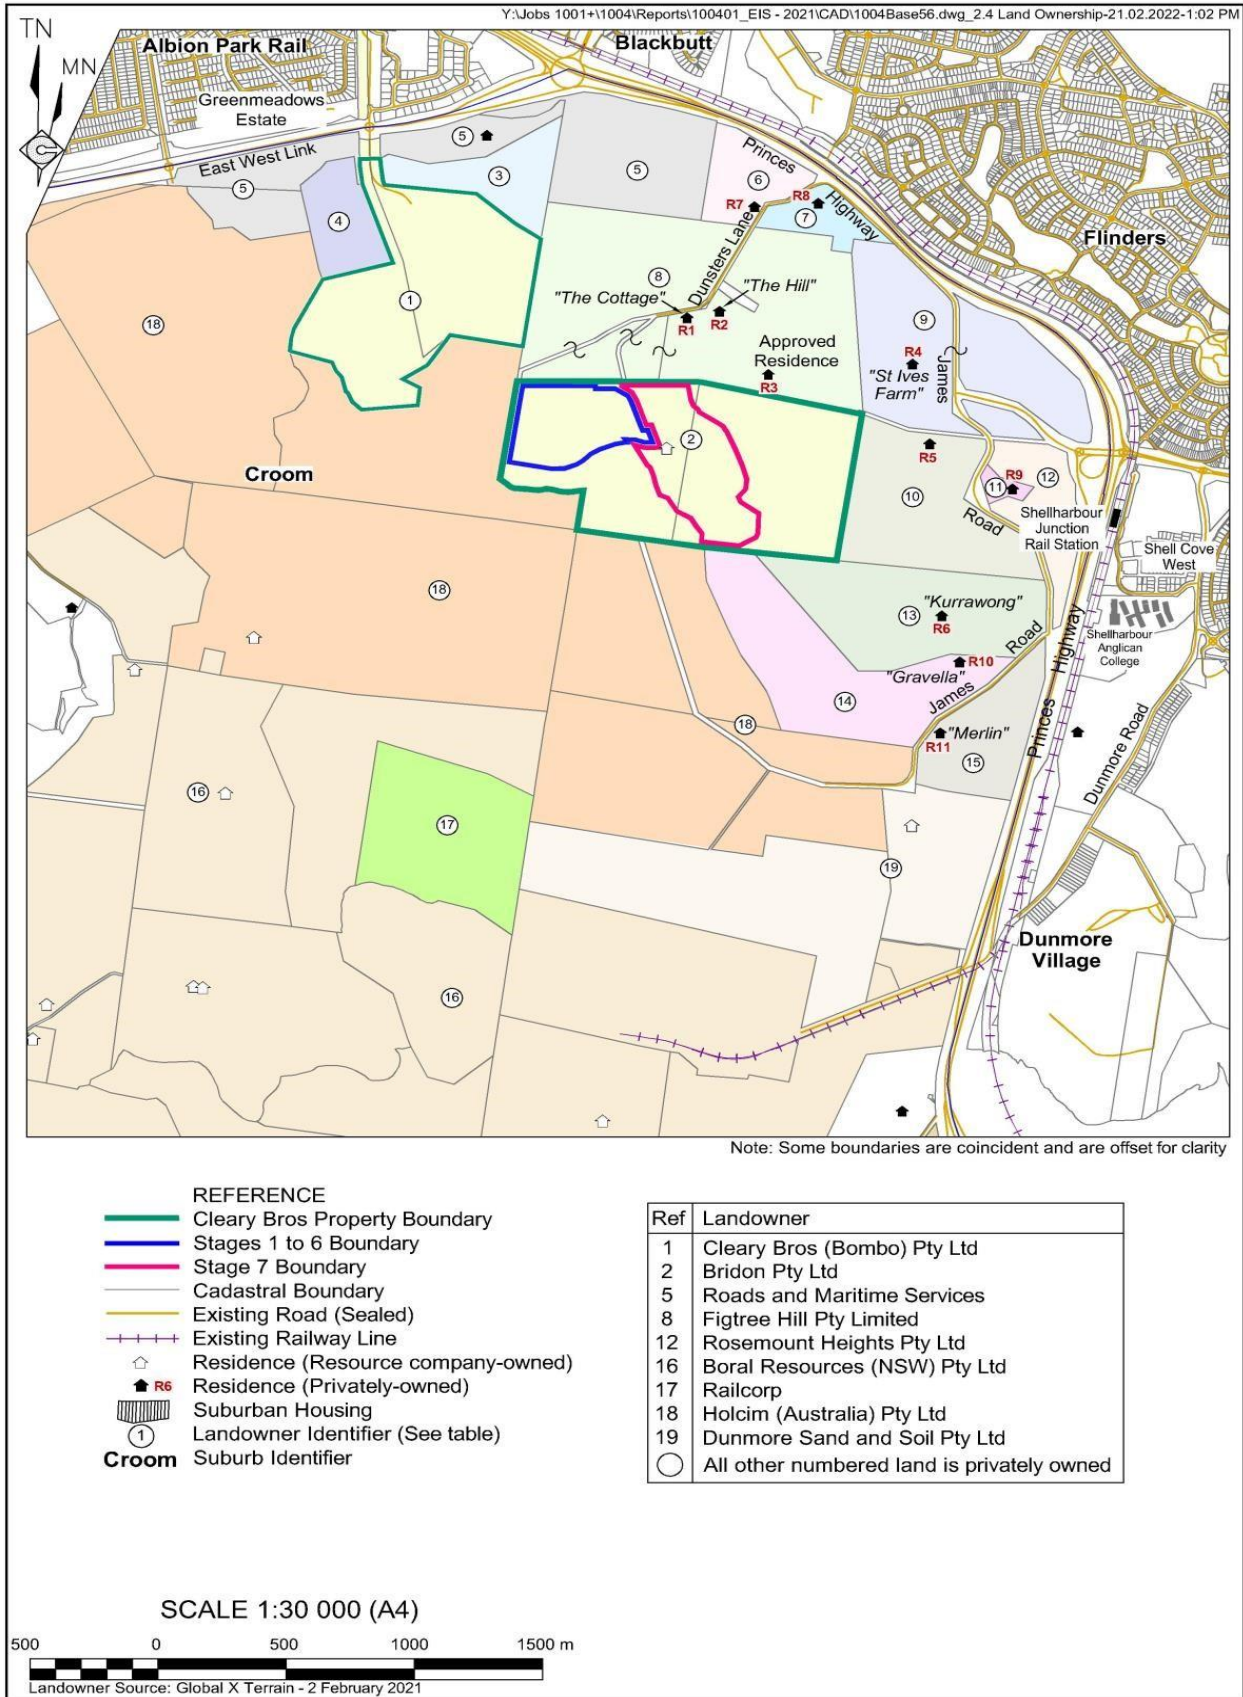 Y:\Jobs 1001+\1004\Reports\100401_EIS - 2021\CAD\1004Base56.dwg_2.4 Land Ownership-21.02.2022-1:02 PM
TN
MN
Albion Park Rail
Blackbutt
Greenmeadows
Estate
East West Link
5
5
3
5
4
6
Princes
Highway
R7
R8
7
Flinders
Dunsters Lane
8
"The Cottage"
"The Hill"
R1
R2
1
18
9
Approved
Residence
R3
R4
"St Ives
Farm"
James
Road
2
R5
Croom
10
11
R9
12
Shellharbour
Junction
Rail Station
Shell Cove
West
18
13
"Kurrawong"
R6
Shellharbour
Anglican
College
R10
"Gravella"
James
Road
14
18
"Merlin"
R11
15
Princes
Highway
Dunmore Road
16
17
19
Dunmore
Village
16
Note: Some boundaries are coincident and are offset for clarity
REFERENCE
Cleary Bros Property Boundary
Stages 1 to 6 Boundary
Stage 7 Boundary
Cadastral Boundary
Existing Road (Sealed)
Existing Railway Line
Residence (Resource company-owned)
R6 Residence (Privately-owned)
Suburban Housing
1 Landowner Identifier (See table)
Croom Suburb Identifier
Ref Landowner
1 Cleary Bros (Bombo) Pty Ltd
2 Bridon Pty Ltd
5 Roads and Maritime Services
8 Figtree Hill Pty Limited
12 Rosemount Heights Pty Ltd
16 Boral Resources (NSW) Pty Ltd
17 Railcorp
18 Holcim (Australia) Pty Ltd
19 Dunmore Sand and Soil Pty Ltd
All other numbered land is privately owned
SCALE 1:30 000 (A4)
500 0 500 1000 1500 m
Landowner Source: Global X Terrain - 2 February 2021